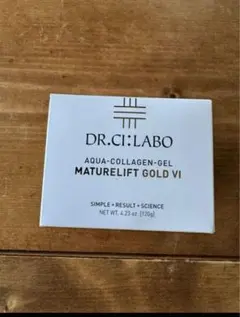 DR.CI:LABO
AQUA-COLLAGEN-GEL
MATURELIFT GOLD VI
SIMPLE • RESULT • SCIENCE
NET WT. 4.23 oz. [120g]